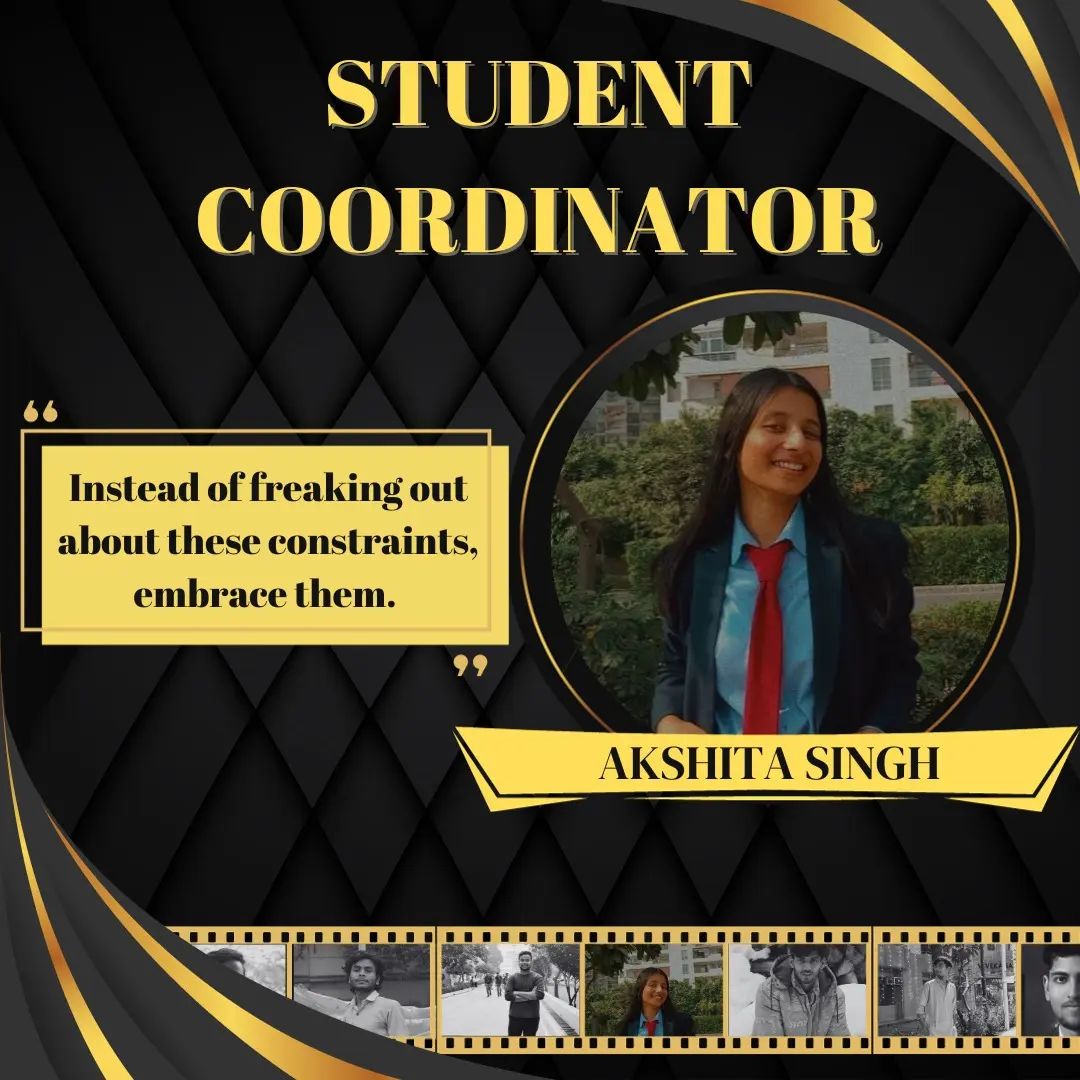 STUDENT
COORDINATOR
“
Instead of freaking out
about these constraints,
embrace them.
”
AKSHITA SINGH